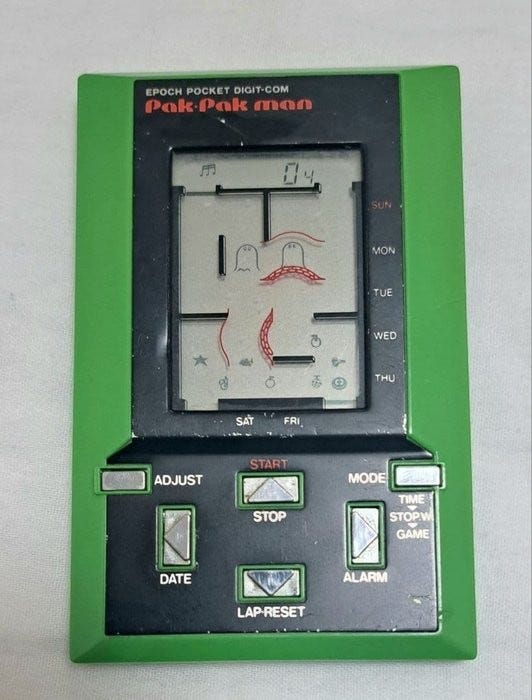 EPOCH POCKET DIGIT-COM
Pak·Pak man
04
SUN
MON
TUE
WED
THU
SAT FRI
START
ADJUST
MODE
STOP
TIME
STOPW
GAME
DATE
ALARM
LAP·RESET